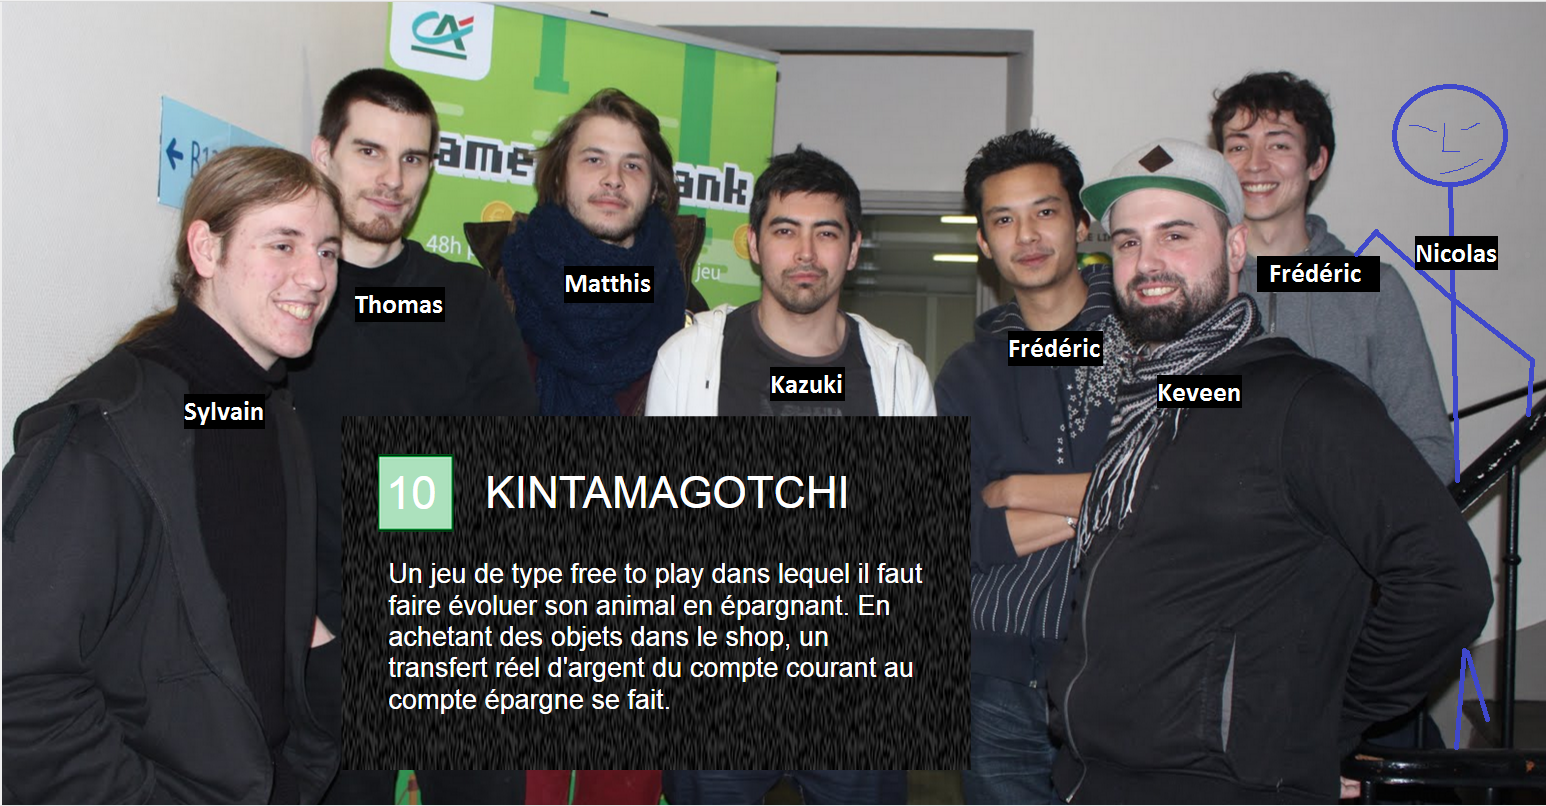 CA
ame
ank
48h
jeu
Thomas
Matthis
Kazuki
Frédéric
Frédéric
Nicolas
Keveen
Sylvain
10 KINTAMAGOTCHI
Un jeu de type free to play dans lequel il faut
faire évoluer son animal en épargnant. En
achetant des objets dans le shop, un
transfert réel d'argent du compte courant au
compte épargne se fait.